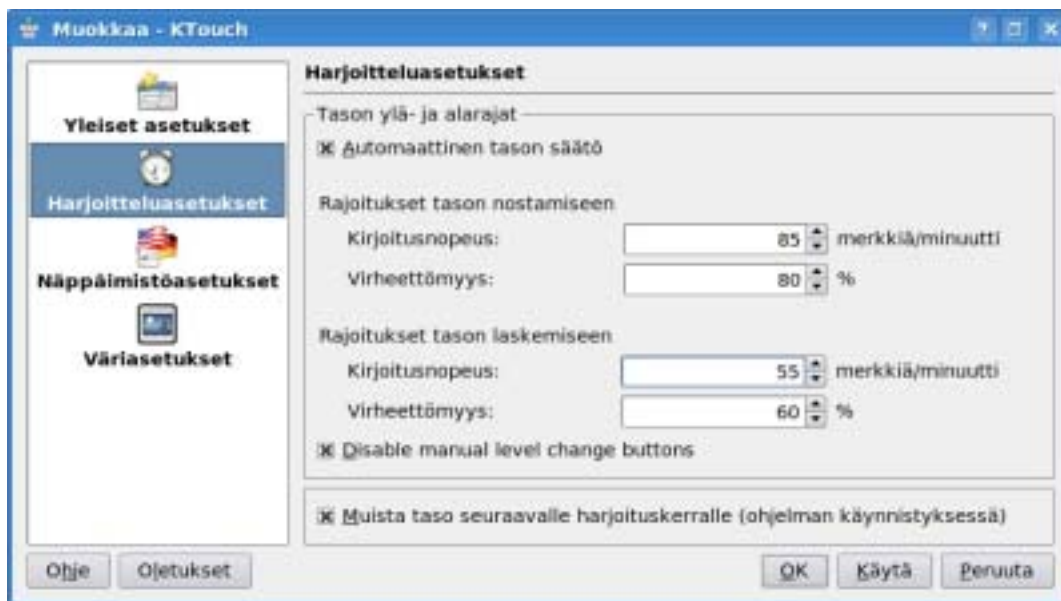 Muokkaa - KTouch
Yleiset asetukset
Harjoitteluasetukset
Näppäimistöasetukset
Väriasetukset
Harjoitteluasetukset
Tason ylä- ja alarajat
Automaattinen tason säätö
Rajoitukset tason nostamiseen
Kirjoitusnopeus: 85 merkkiä/minuutti
Virheettömyys: 80 %
Rajoitukset tason laskemiseen
Kirjoitusnopeus: 55 merkkiä/minuutti
Virheettömyys: 60 %
Disable manual level change buttons
Muista taso seuraavalle harjoituskerralle (ohjelman käynnistyksessä)
Ohje Oletukset OK Käytä Peruuta